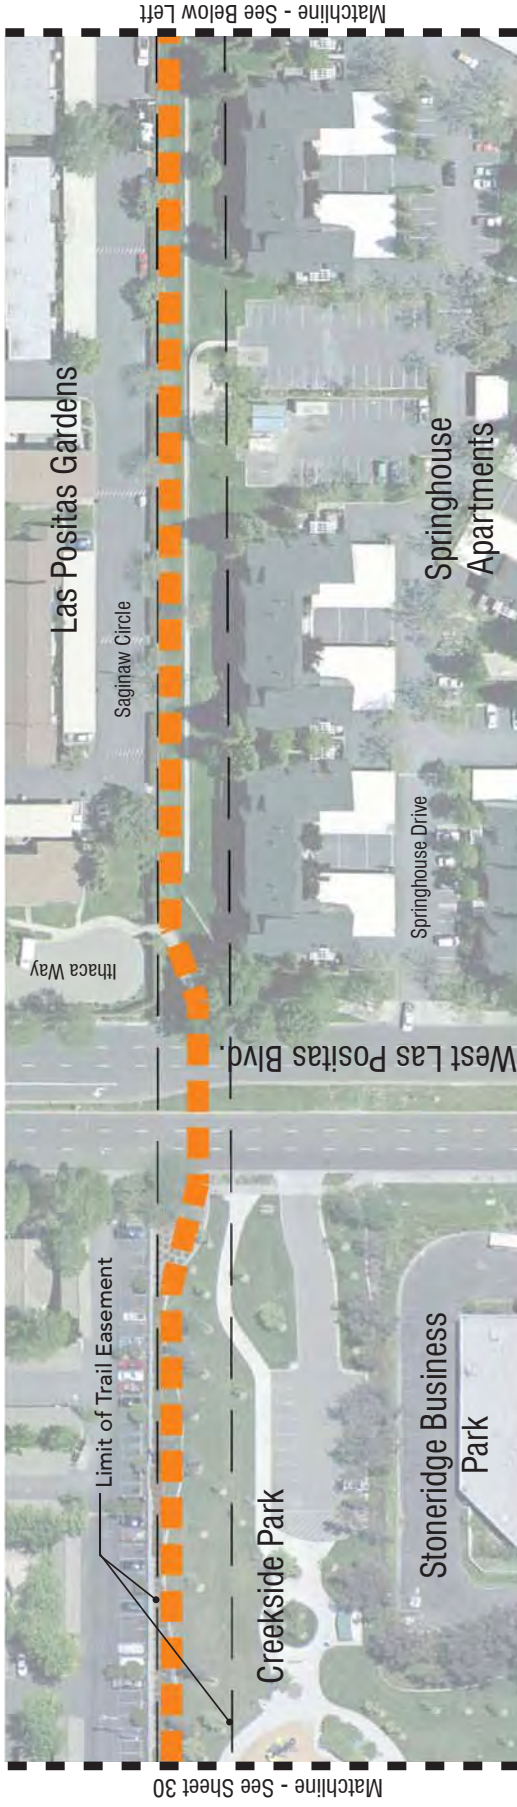 Matchline - See Below Left
Las Positas Gardens
Saginaw Circle
Springhouse
Apartments
Springhouse Drive
Ithaca Way
West Las Positas Blvd.
Limit of Trail Easement
Creekside Park
Stoneridge Business
Park
Matchline - See Sheet 30